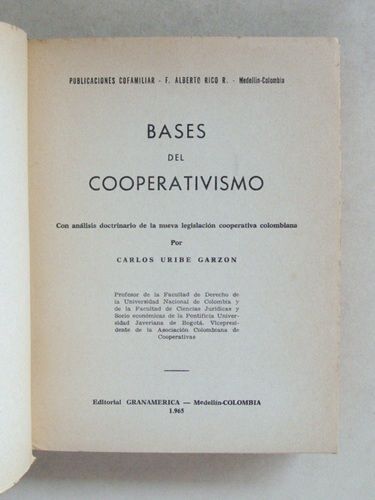 PUBLICACIONES COFAMILIAR - F. ALBERTO RICO R. - Medellín-Colombia
BASES
DEL
COOPERATIVISMO
Con análisis doctrinario de la nueva legislación cooperativa colombiana
Por
CARLOS URIBE GARZON
Profesor de la Facultad de Derecho de
la Universidad Nacional de Colombia y
de la Facultad de Ciencias Jurídicas y
Socio económicas de la Pontificia Univer-
sidad Javeriana de Bogotá. Vicepresi-
dente de la Asociación Colombiana de
Cooperativas
Editorial GRANAMERICA — Medellín-COLOMBIA
1.965